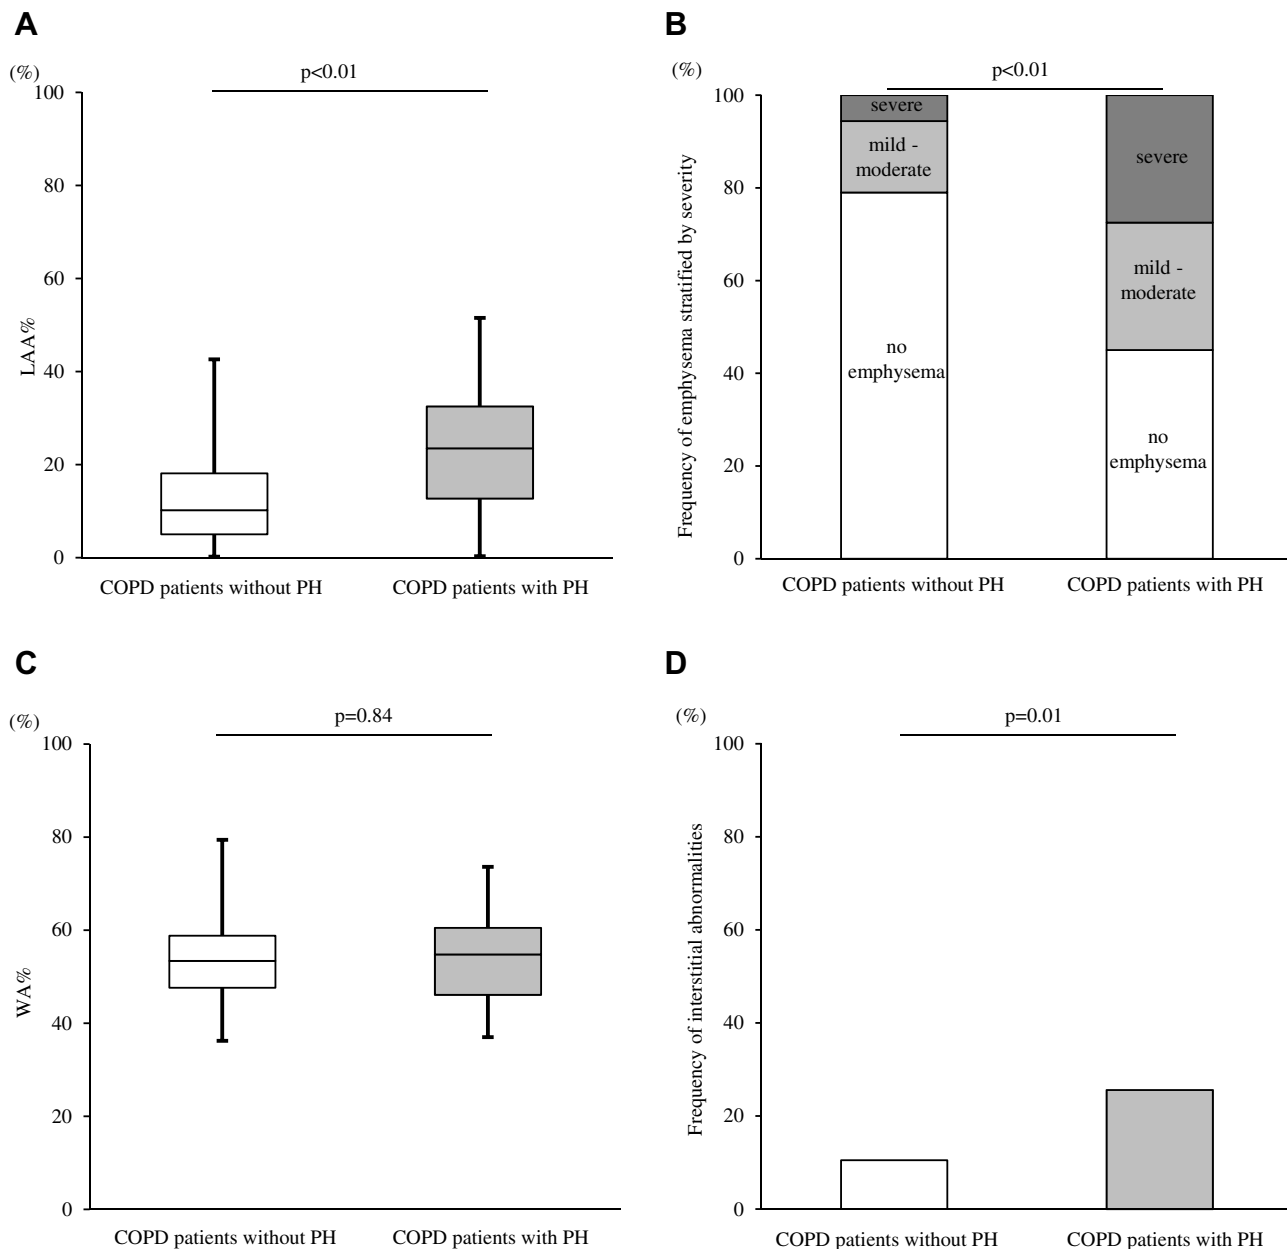 A
(%)
p<0.01
100
80
60
40
20
0
LAA%
COPD patients without PH
COPD patients with PH
B
(%)
p<0.01
100
80
60
40
20
0
Frequency of emphysema stratified by severity
severe
mild -
moderate
no
emphysema
severe
mild -
moderate
no
emphysema
COPD patients without PH
COPD patients with PH
C
(%)
p=0.84
100
80
60
40
20
0
WA%
COPD patients without PH
COPD patients with PH
D
(%)
p=0.01
100
80
60
40
20
0
Frequency of interstitial abnormalities
COPD patients without PH
COPD patients with PH